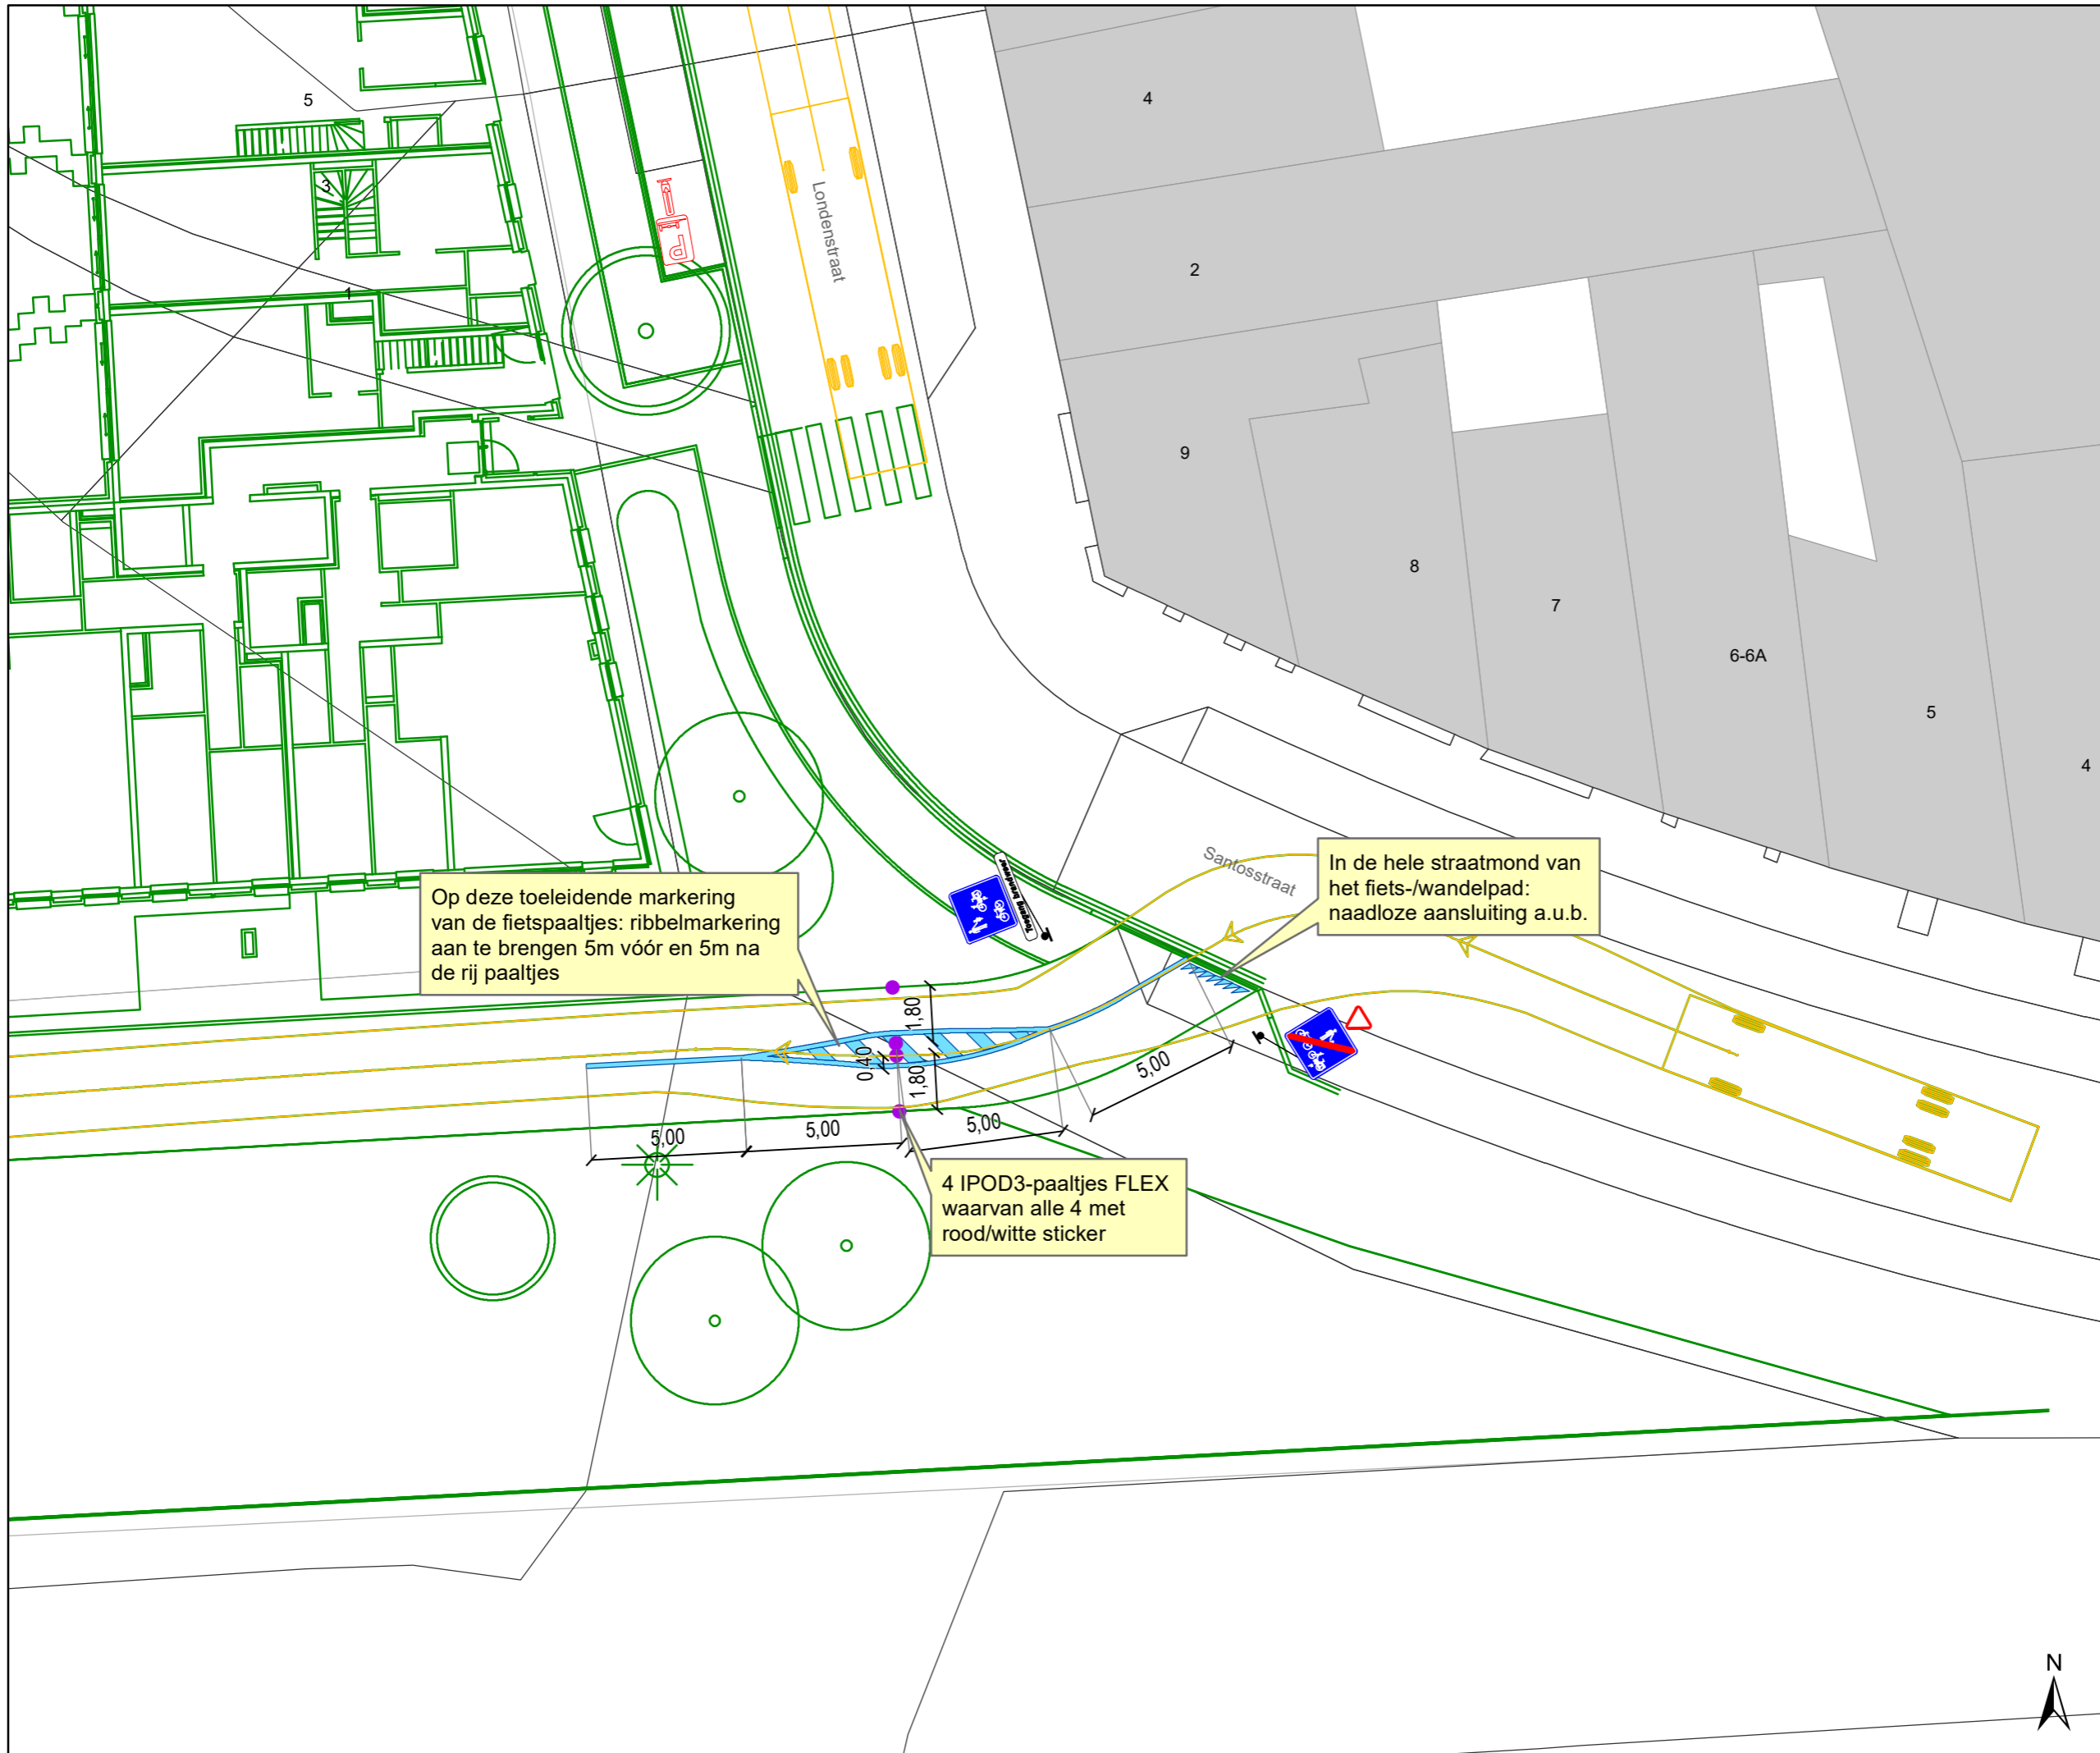 4
5
3
Londenstraat
P
2
1
9
8
7
6-6A
5
4
Santosstraat
In de hele straatmond van
het fiets-/wandelpad:
naadloze aansluiting a.u.b.
Toegang brandweer
Op deze toeleidende markering
van de fietspaaltjes: ribbelmarkering
aan te brengen 5m vóór en 5m na
de rij paaltjes
1,80
0,40
1,80
5,00
5,00
5,00
5,00
4 IPOD3-paaltjes FLEX
waarvan alle 4 met
rood/witte sticker
N